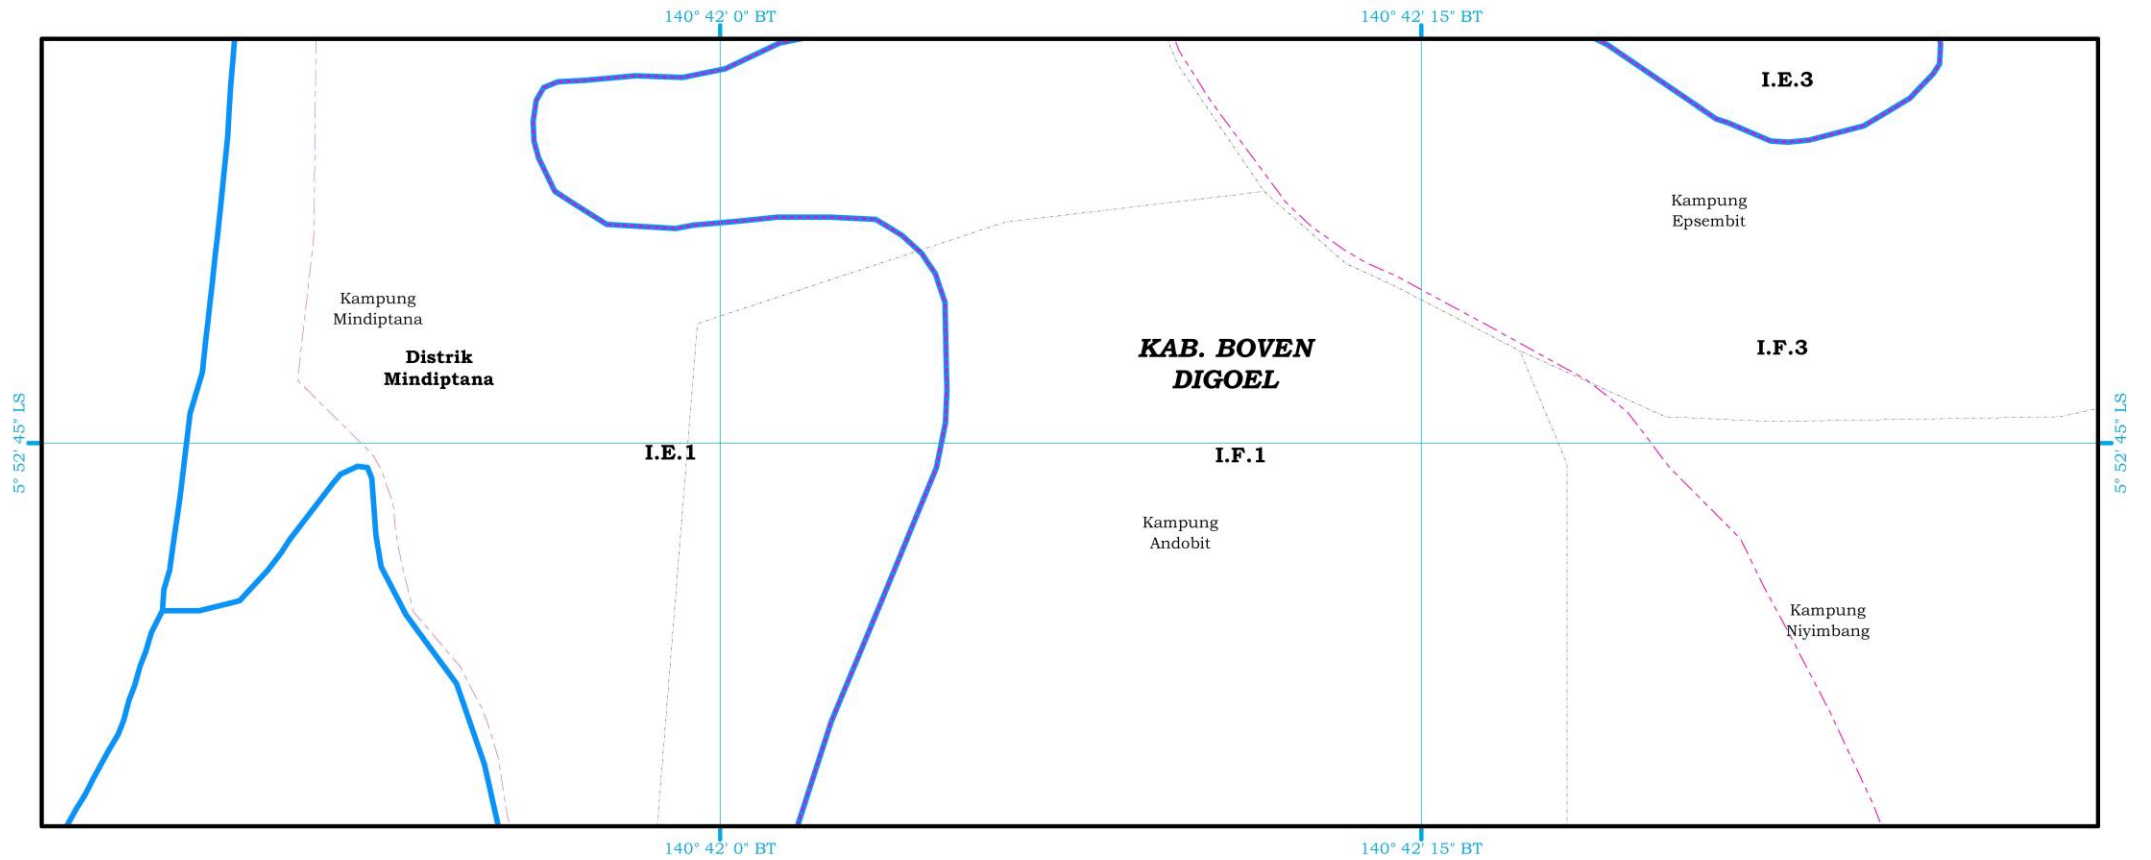 140° 42' 0" BT
140° 42' 15" BT
I.E.3
Kampung
Epsembit
Kampung
Mindiptana
Distrik
Mindiptana
KAB. BOVEN
DIGOEL
I.F.3
5° 52' 45" LS
5° 52' 45" LS
I.E.1
I.F.1
Kampung
Andobit
Kampung
Niyimbang
140° 42' 0" BT
140° 42' 15" BT